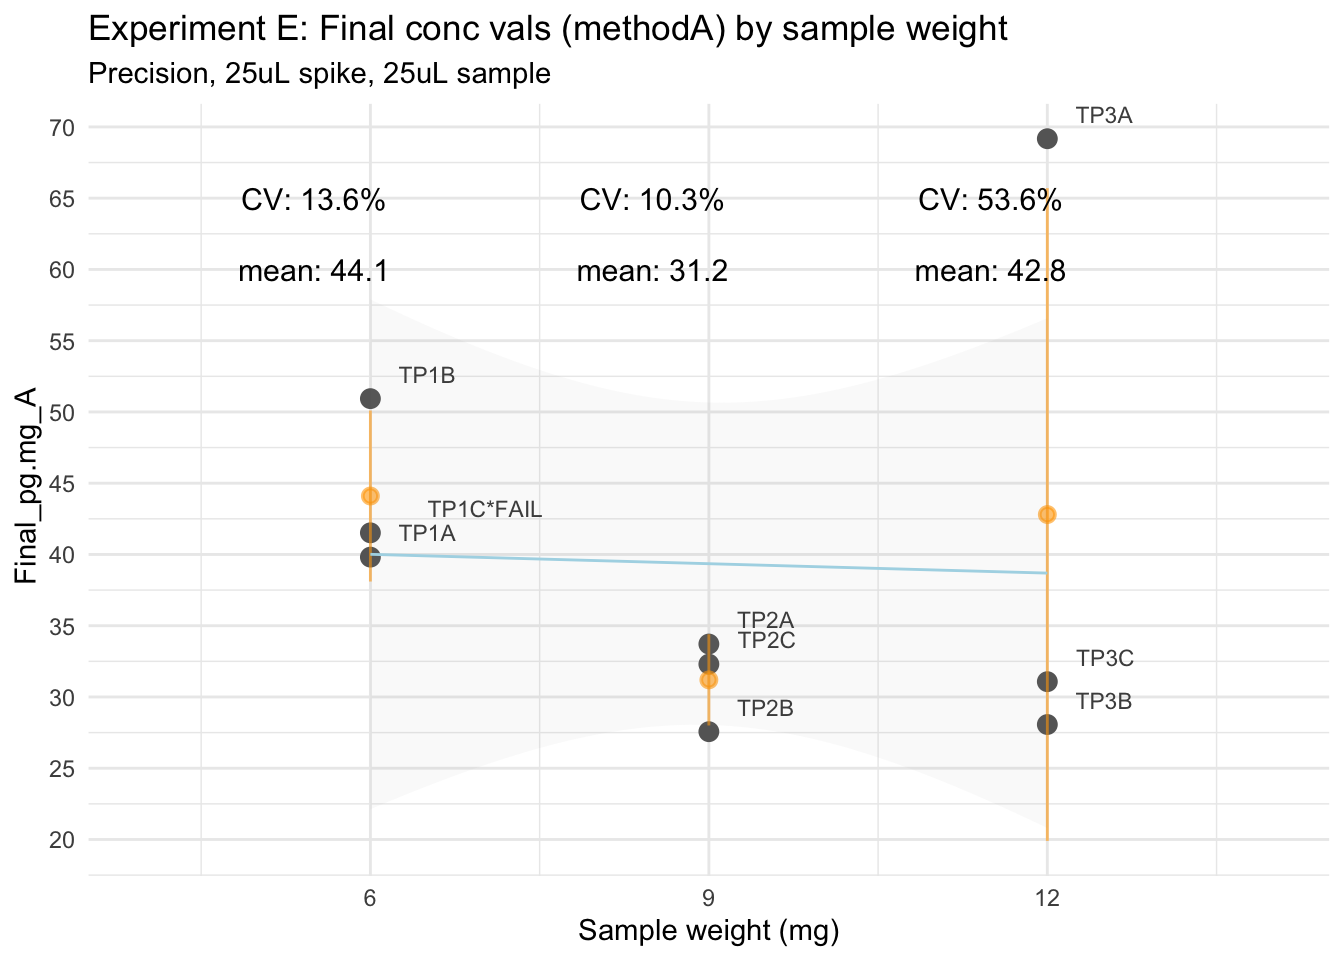 Experiment E: Final conc vals (methodA) by sample weight
Precision, 25uL spike, 25uL sample
TP3A
70
CV: 13.6% CV: 10.3% CV: 53.6%
65
mean: 44.1 mean: 31.2 mean: 42.8
60
55
TP1B
50
TP1C*FAIL
45
TP1A
40
TP2A
35
TP2C
TP3C
30
TP2B
TP3B
25
20
Final_pg.mg_A
6 9 12
Sample weight (mg)